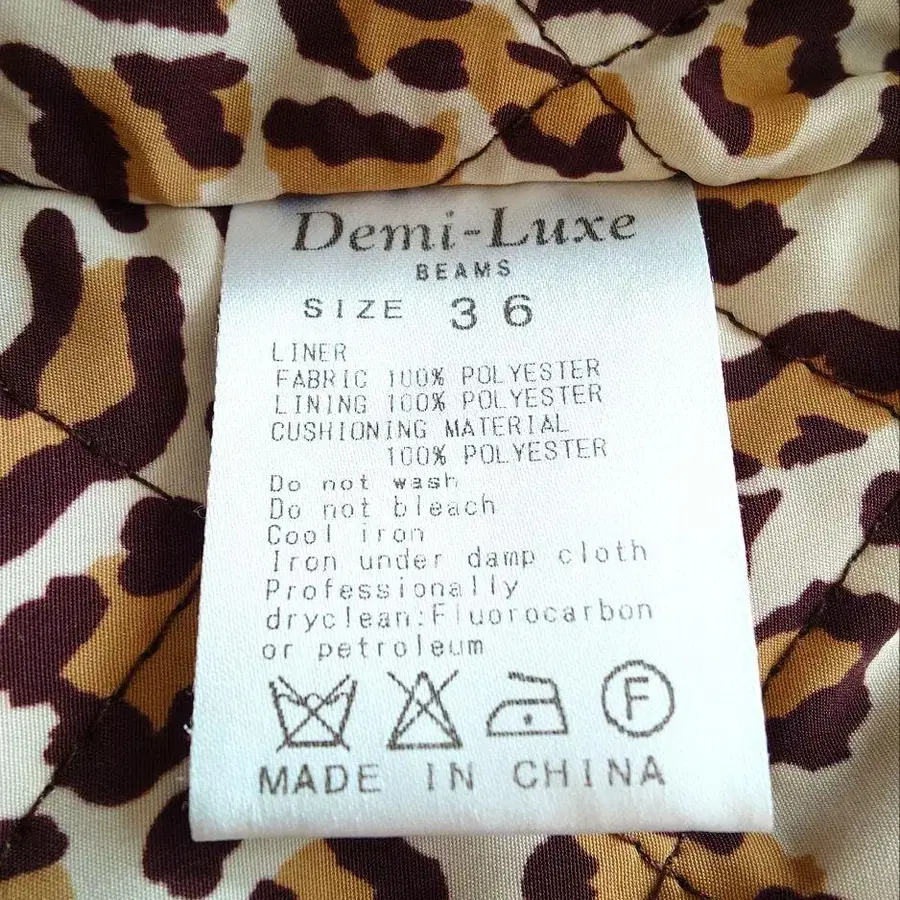 Demi-Luxe
BEAMS
SIZE 36
LINER
FABRIC 100% POLYESTER
LINING 100% POLYESTER
CUSHIONING MATERIAL
100% POLYESTER
Do not wash
Do not bleach
Cool iron
Iron under damp cloth
Professionally
dryclean:Fluorocarbon
or petroleum
F
MADE IN CHINA